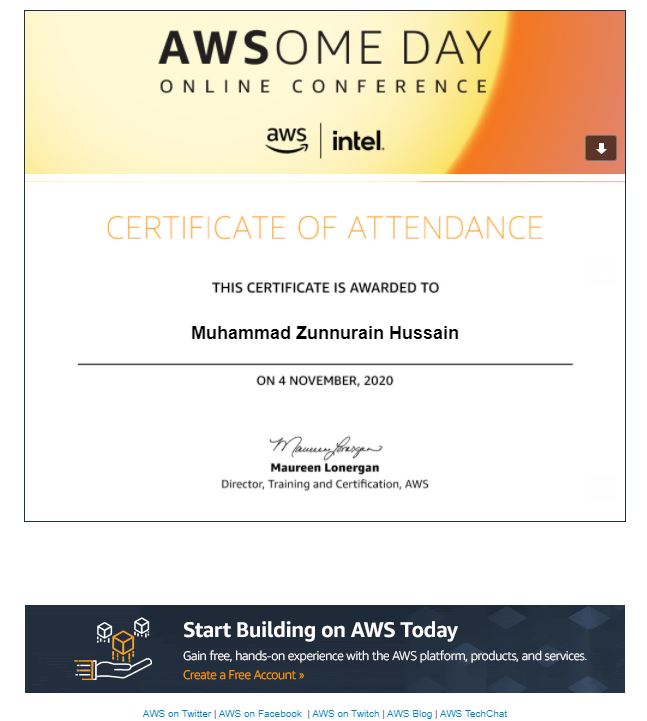 AWSOME DAY
ONLINE CONFERENCE
aws | intel.
CERTIFICATE OF ATTENDANCE
THIS CERTIFICATE IS AWARDED TO
Muhammad Zunnurain Hussain
ON 4 NOVEMBER, 2020
Maureen Lonergan
Maureen Lonergan
Director, Training and Certification, AWS
Start Building on AWS Today
Gain free, hands-on experience with the AWS platform, products, and services.
Create a Free Account »
AWS on Twitter | AWS on Facebook | AWS on Twitch | AWS Blog | AWS TechChat